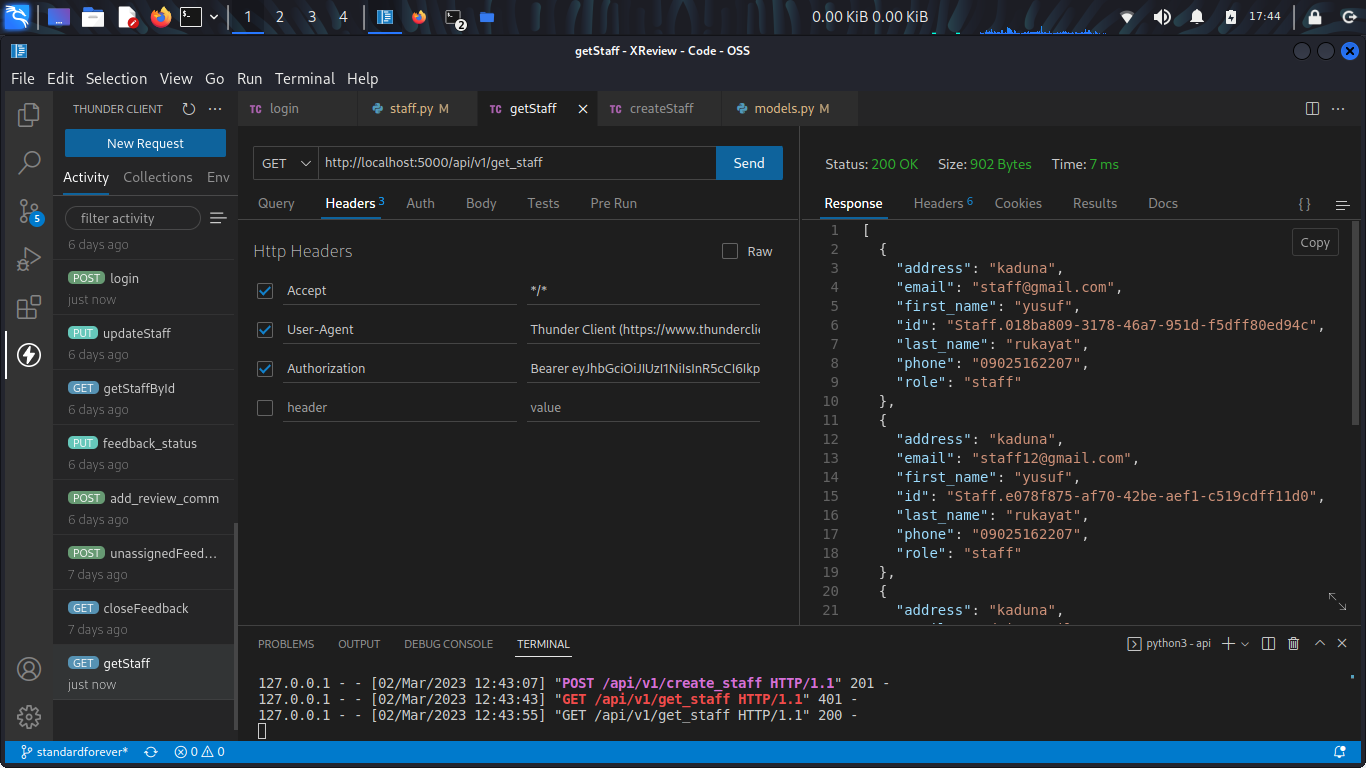 1 2 3 4
2
0.00 KiB 0.00 KiB
17:44
getStaff - XReview - Code - OSS
File Edit Selection View Go Run Terminal Help
THUNDER CLIENT
New Request
Activity Collections Env
filter activity
6 days ago
POST login
just now
PUT updateStaff
6 days ago
GET getStaffById
6 days ago
PUT feedback_status
6 days ago
POST add_review_comm
6 days ago
POST unassignedFeed...
7 days ago
GET closeFeedback
7 days ago
GET getStaff
just now
5
TC login
staff.py M
TC getStaff
TC createStaff
models.py M
GET http://localhost:5000/api/v1/get_staff Send
Query Headers 3 Auth Body Tests Pre Run
Http Headers Raw
Accept */*
User-Agent Thunder Client (https://www.thunderclie
Authorization Bearer eyJhbGciOiJIUzI1NiIsInR5cCI6Ikp
header value
Status: 200 OK Size: 902 Bytes Time: 7 ms
Response Headers 6 Cookies Results Docs { }
Copy
1 [
2 {
3 "address": "kaduna",
4 "email": "staff@gmail.com",
5 "first_name": "yusuf",
6 "id": "Staff.018ba809-3178-46a7-951d-f5dff80ed94c",
7 "last_name": "rukayat",
8 "phone": "09025162207",
9 "role": "staff"
10 },
11 {
12 "address": "kaduna",
13 "email": "staff12@gmail.com",
14 "first_name": "yusuf",
15 "id": "Staff.e078f875-af70-42be-aef1-c519cdff11d0",
16 "last_name": "rukayat",
17 "phone": "09025162207",
18 "role": "staff"
19 },
20 {
21 "address": "kaduna",
PROBLEMS OUTPUT DEBUG CONSOLE TERMINAL
python3 - api
127.0.0.1 - - [02/Mar/2023 12:43:07] "POST /api/v1/create_staff HTTP/1.1" 201 -
127.0.0.1 - - [02/Mar/2023 12:43:43] "GET /api/v1/get_staff HTTP/1.1" 401 -
127.0.0.1 - - [02/Mar/2023 12:43:55] "GET /api/v1/get_staff HTTP/1.1" 200 -
standardforever* 0 0